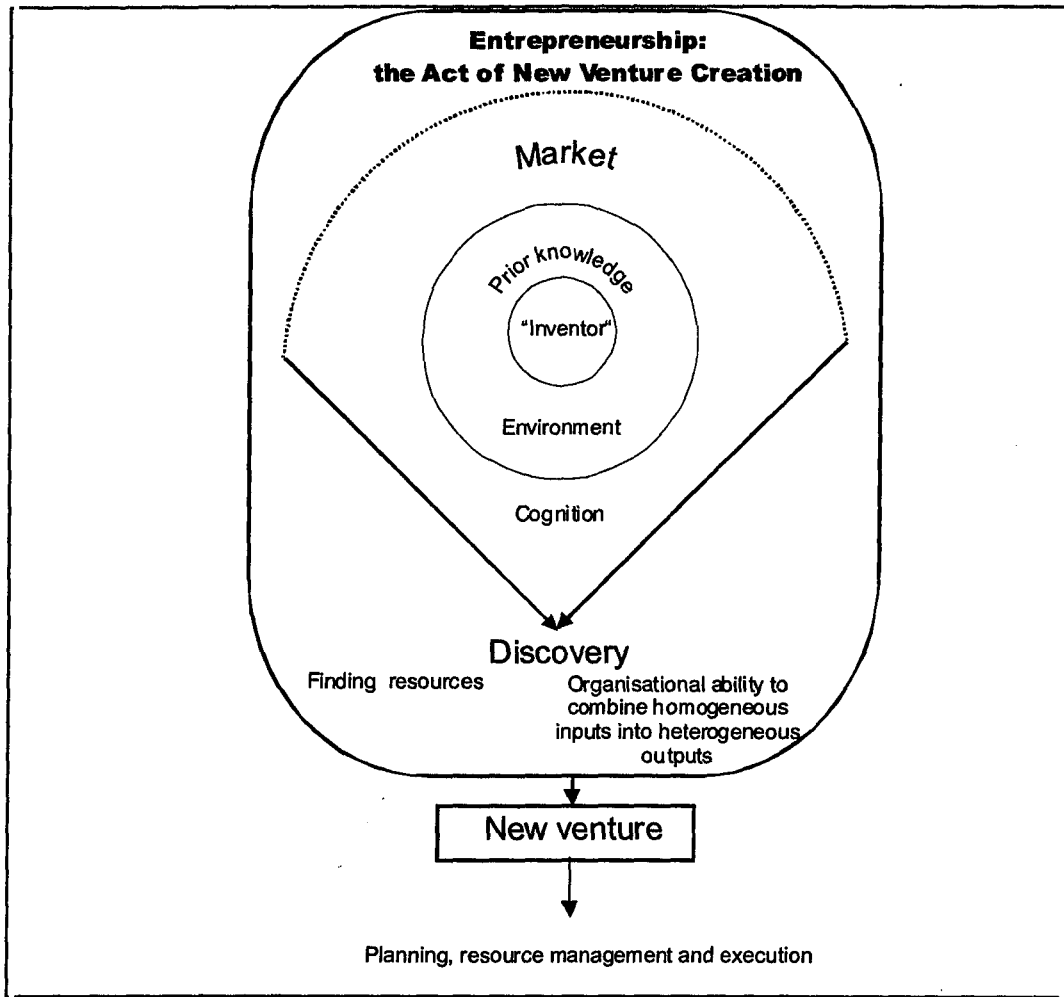 Entrepreneurship:
the Act of New Venture Creation
Market
Prior knowledge
"Inventor"
Environment
Cognition
Discovery
Finding resources
Organisational ability to
combine homogeneous
inputs into heterogeneous
outputs
New venture
Planning, resource management and execution